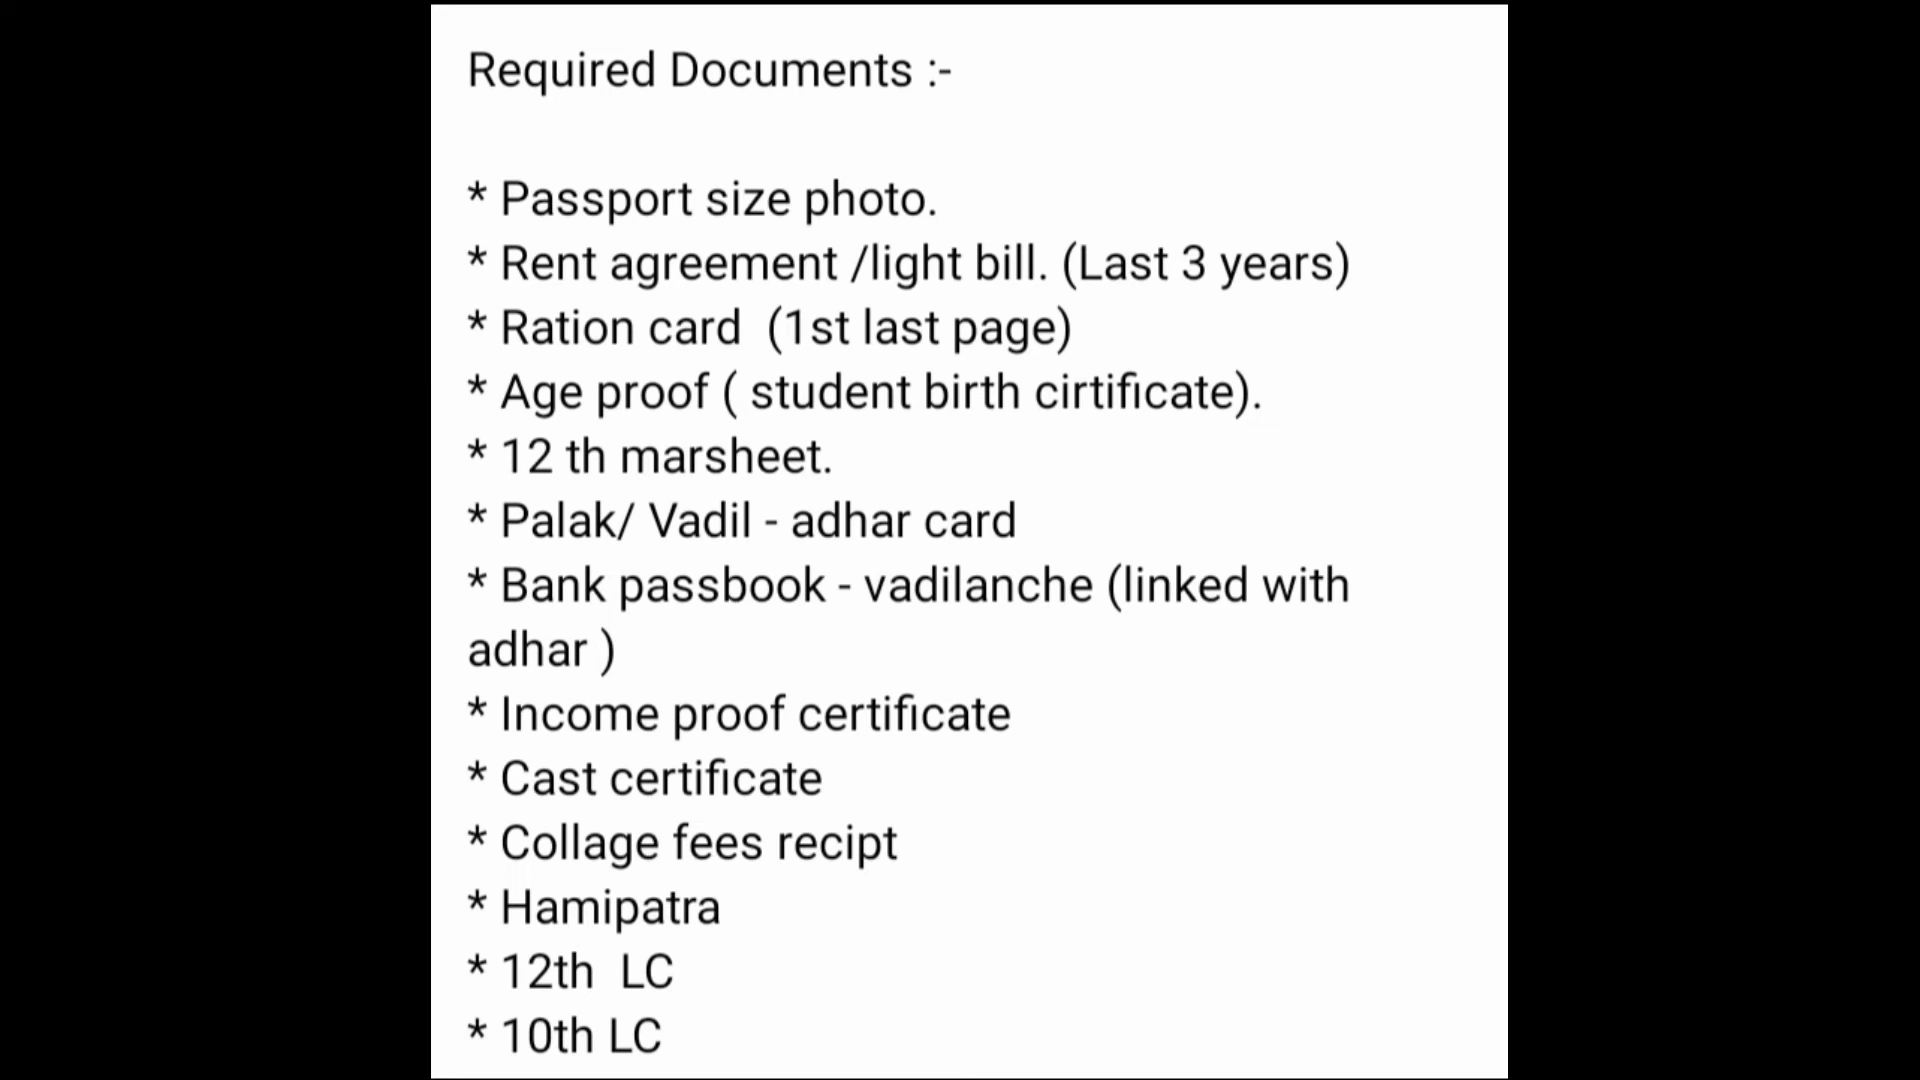 Required Documents :-
* Passport size photo.
* Rent agreement /light bill. (Last 3 years)
* Ration card  (1st last page)
* Age proof ( student birth cirtificate).
* 12 th marsheet.
* Palak/ Vadil - adhar card
* Bank passbook - vadilanche (linked with
adhar )
* Income proof certificate
* Cast certificate
* Collage fees recipt
* Hamipatra
* 12th  LC
* 10th LC